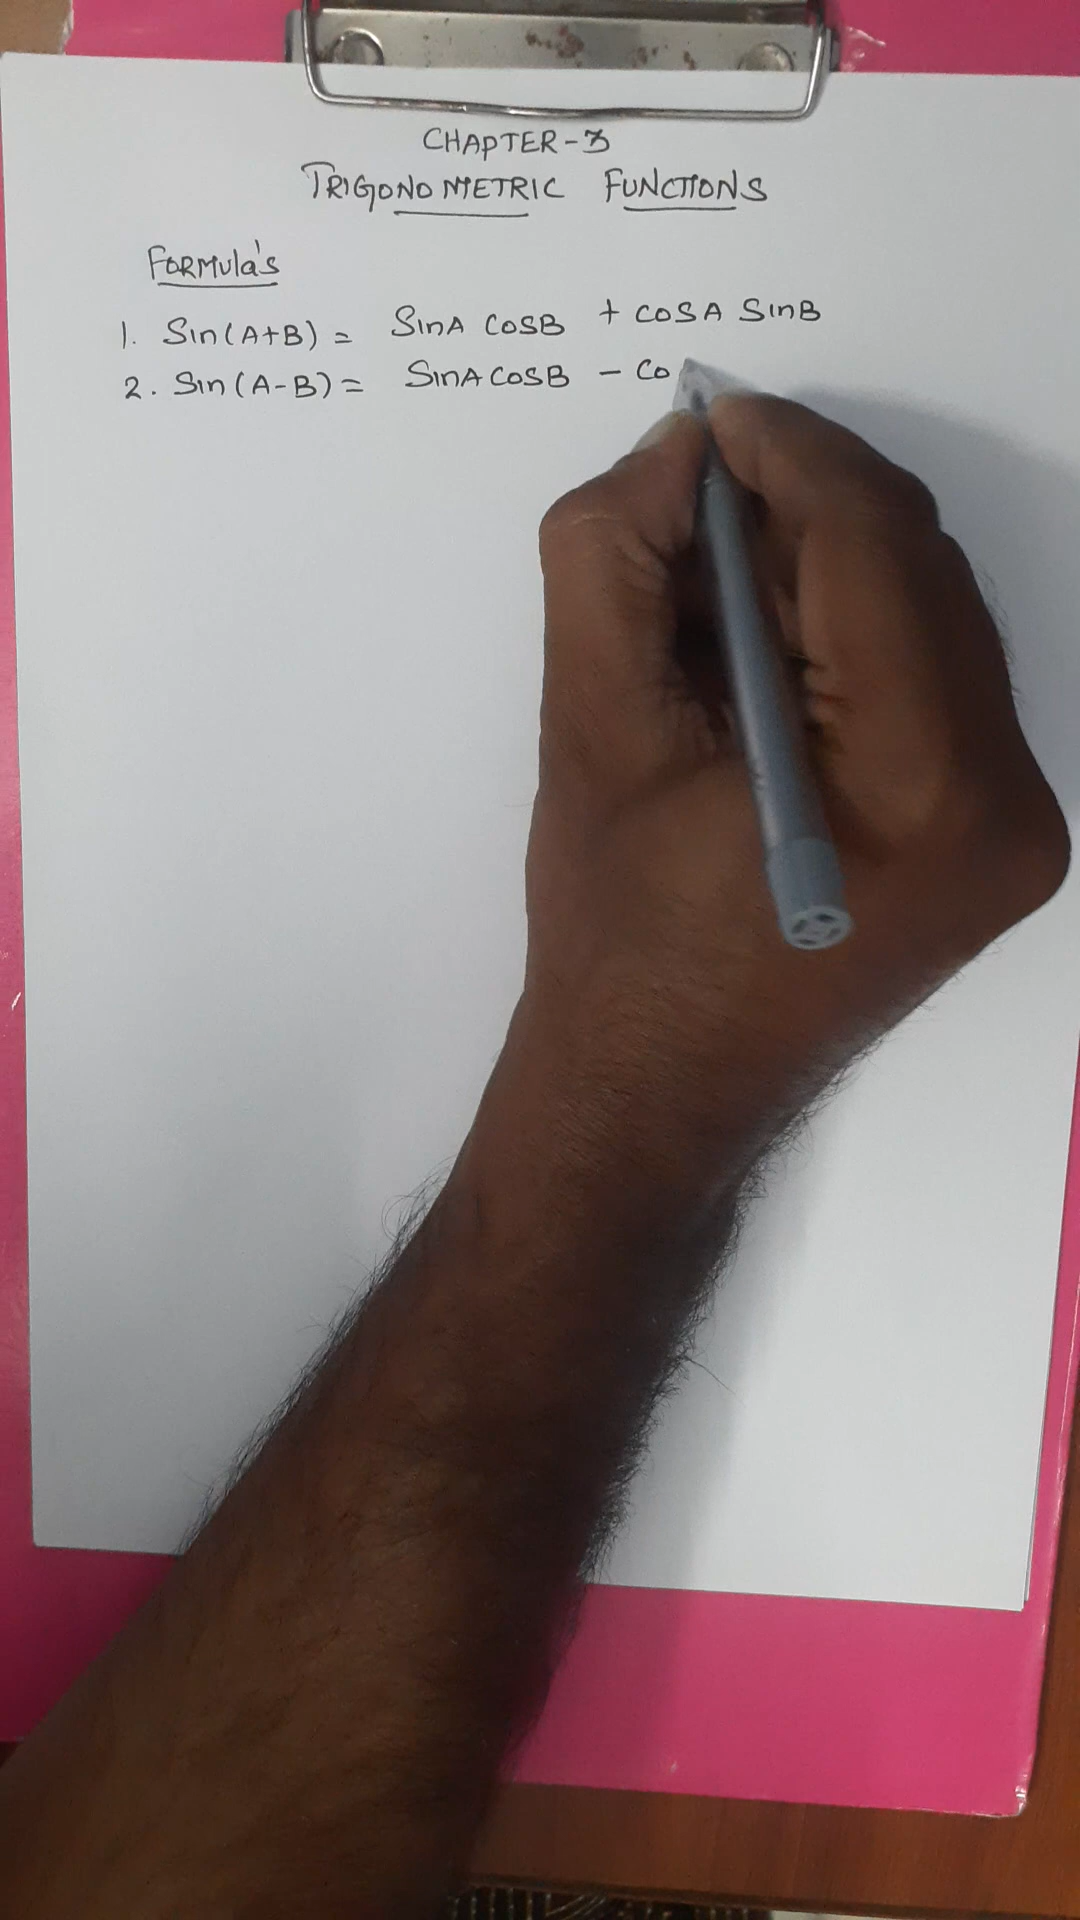 CHAPTER-3
TRIGONOMETRIC FUNCTIONS
FORMula's
1. Sin(A+B) = SinA COSB + COSA SinB
2. Sin(A-B) = SinA COSB - Co